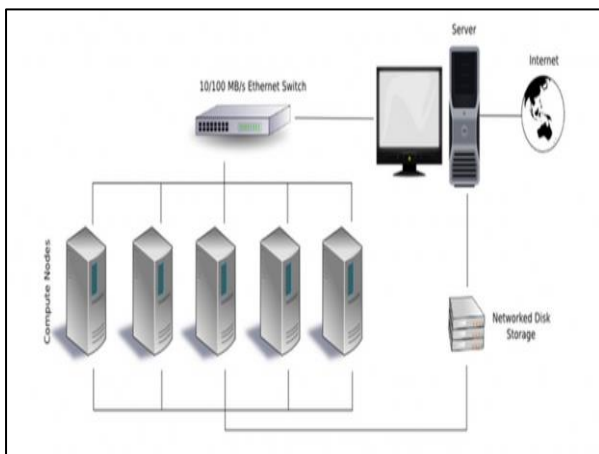 Server
Internet
10/100 MB/s Ethernet Switch
Compute Nodes
Networked Disk
Storage